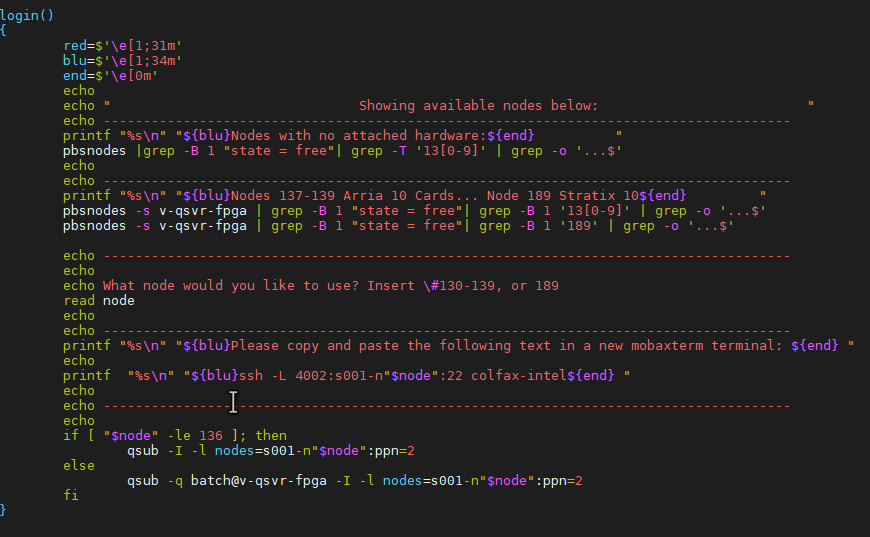 login()
{
        red=$'\e[1;31m'
        blu=$'\e[1;34m'
        end=$'\e[0m'
        echo
        echo "                               Showing available nodes below:                          "
        echo --------------------------------------------------------------------------------------
        printf "%s\n" "${blu}Nodes with no attached hardware:${end}          "
        pbsnodes |grep -B 1 "state = free"| grep -T '13[0-9]' | grep -o '...$'
        echo
        echo --------------------------------------------------------------------------------------
        printf "%s\n" "${blu}Nodes 137-139 Arria 10 Cards... Node 189 Stratix 10${end}         "
        pbsnodes -s v-qsvr-fpga | grep -B 1 "state = free"| grep -B 1 '13[0-9]' | grep -o '...$'
        pbsnodes -s v-qsvr-fpga | grep -B 1 "state = free"| grep -B 1 '189' | grep -o '...$'

        echo --------------------------------------------------------------------------------------
        echo
        echo What node would you like to use? Insert \#130-139, or 189
        read node
        echo
        echo --------------------------------------------------------------------------------------
        printf "%s\n" "${blu}Please copy and paste the following text in a new mobaxterm terminal: ${end} "
        echo
        printf  "%s\n" "${blu}ssh -L 4002:s001-n"$node":22 colfax-intel${end} "
        echo
        echo --------------------------------------------------------------------------------------
        echo
        if [ "$node" -le 136 ]; then
                qsub -I -l nodes=s001-n"$node":ppn=2
        else
                qsub -q batch@v-qsvr-fpga -I -l nodes=s001-n"$node":ppn=2
        fi
}